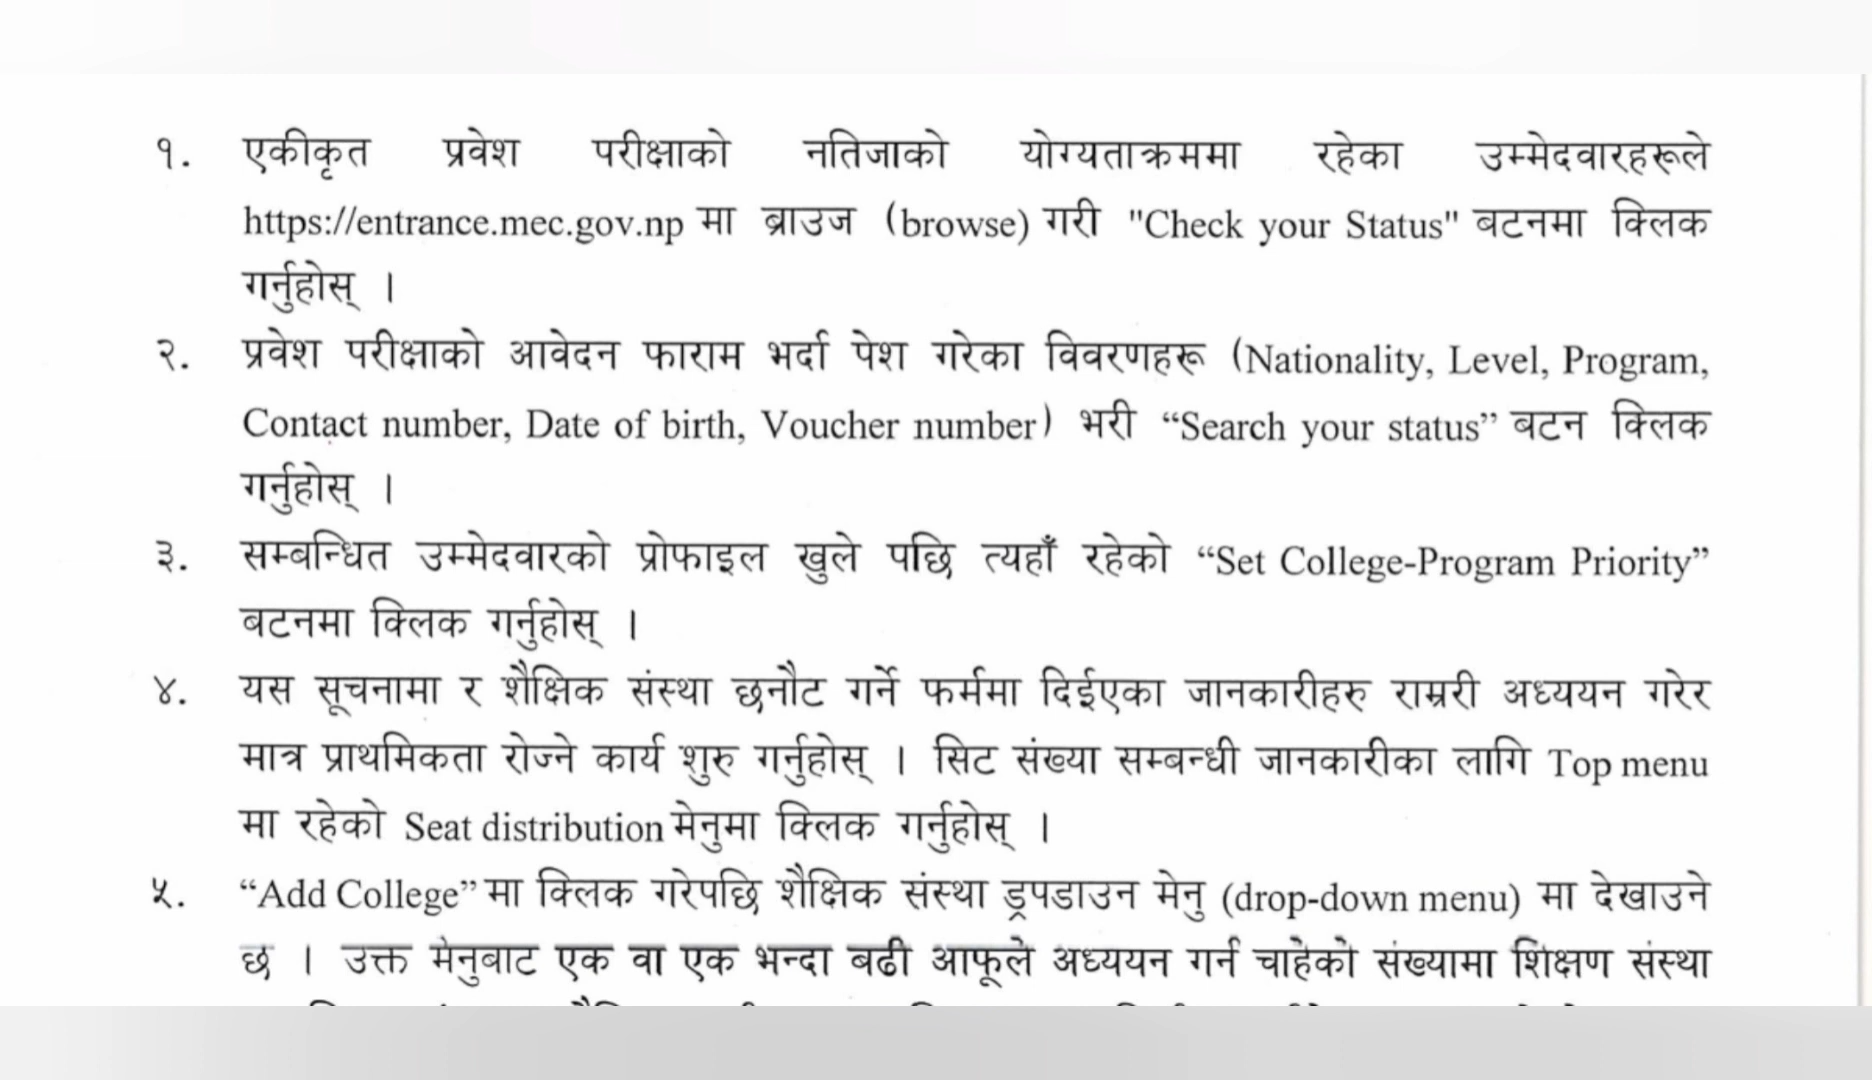 १. एकीकृत प्रवेश परीक्षाको नतिजाको योग्यताक्रममा रहेका उम्मेदवारहरूले
https://entrance.mec.gov.np मा ब्राउज (browse) गरी "Check your Status" बटनमा क्लिक
गर्नुहोस् ।
२. प्रवेश परीक्षाको आवेदन फाराम भर्दा पेश गरेका विवरणहरू (Nationality, Level, Program,
Contact number, Date of birth, Voucher number) भरी “Search your status” बटन क्लिक
गर्नुहोस् ।
३. सम्बन्धित उम्मेदवारको प्रोफाइल खुले पछि त्यहाँ रहेको “Set College-Program Priority”
बटनमा क्लिक गर्नुहोस् ।
४. यस सूचनामा र शैक्षिक संस्था छनौट गर्ने फर्ममा दिईएका जानकारीहरु राम्ररी अध्ययन गरेर
मात्र प्राथमिकता रोज्ने कार्य शुरु गर्नुहोस् । सिट संख्या सम्बन्धी जानकारीका लागि Top menu
मा रहेको Seat distribution मेनुमा क्लिक गर्नुहोस् ।
५. “Add College” मा क्लिक गरेपछि शैक्षिक संस्था ड्रपडाउन मेनु (drop-down menu) मा देखाउने
छ । उक्त मेनुबाट एक वा एक भन्दा बढी आफूले अध्ययन गर्न चाहेको संख्यामा शिक्षण संस्था